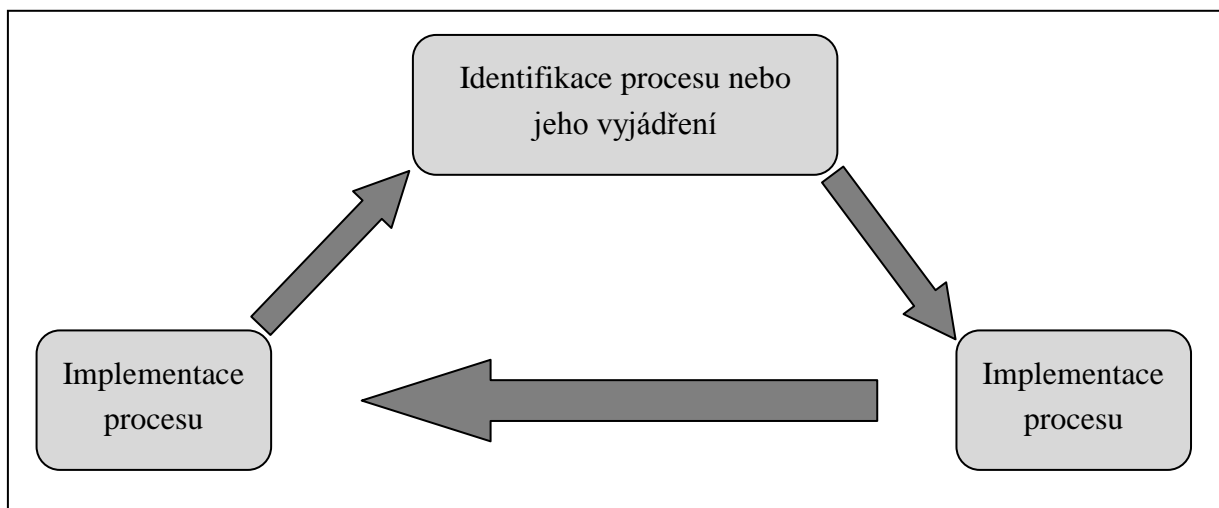 Identifikace procesu nebo
jeho vyjádření
Implementace
procesu
Implementace
procesu